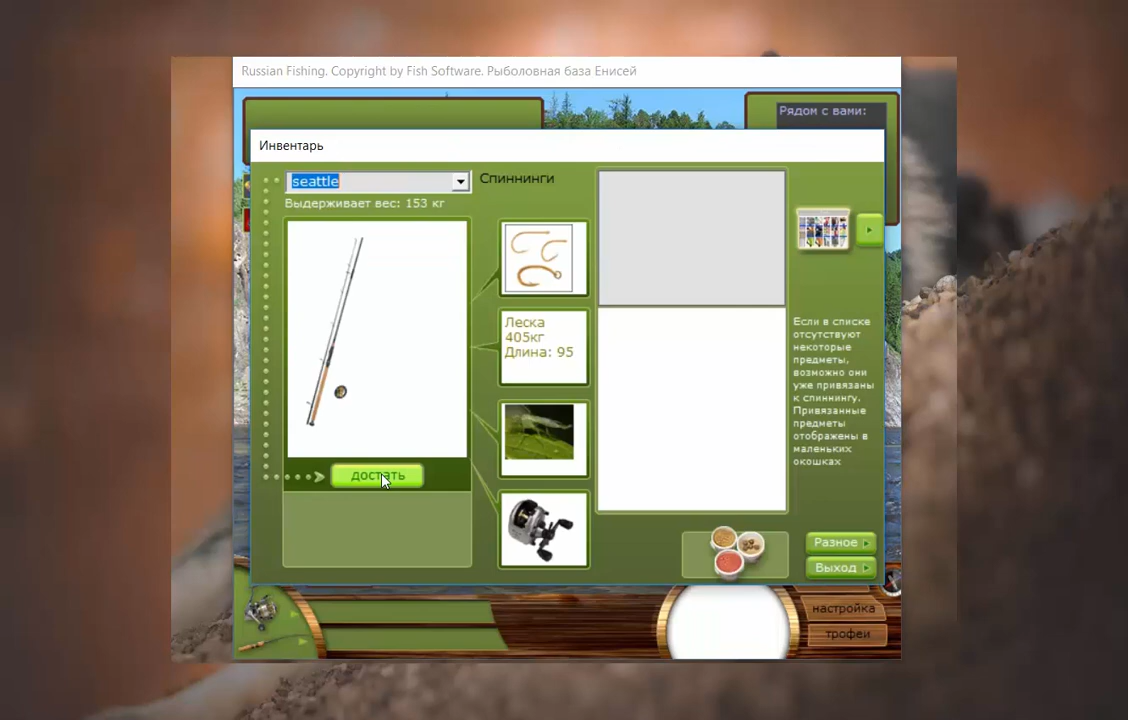 Russian Fishing. Copyright by Fish Software. Рыболовная база Енисей
Рядом с вами:
Инвентарь
seattle
Спиннинги
Выдерживает вес: 153 кг
Леска
405кг
Длина: 95
Если в списке
отсутствуют
некоторые
предметы,
возможно они
уже привязаны
к спиннингу.
Привязанные
предметы
отображены в
маленьких
окошках
достать
Разное
Выход
настройка
трофеи